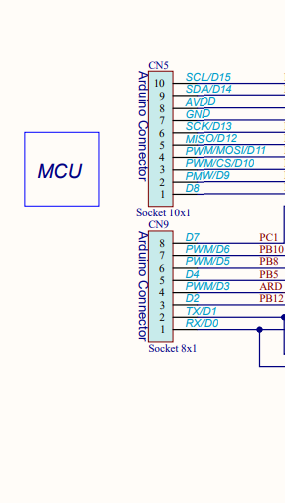 CN5
10 SCL/D15
9 SDA/D14
8 AVDD
7 GND
6 SCK/D13
5 MISO/D12
4 PWM/MOSI/D11
3 PWM/CS/D10
2 PMW/D9
1 D8
Arduino Connector
Socket 10x1
MCU
CN9
8 D7 PC1
7 PWM/D6 PB10
6 PWM/D5 PB8
5 D4 PB5
4 PWM/D3 ARD
3 D2 PB12
2 TX/D1
1 RX/D0
Arduino Connector
Socket 8x1